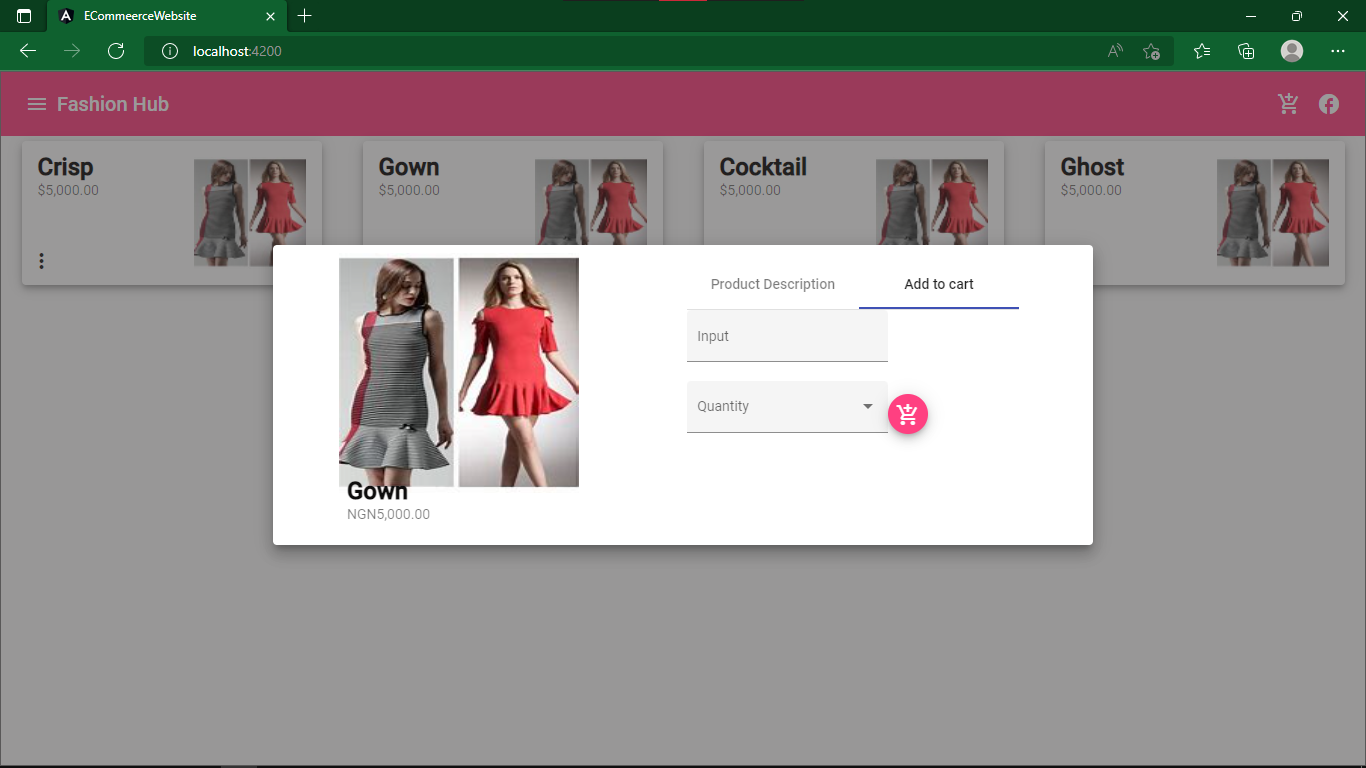 ECommeerceWebsite
localhost:4200
Fashion Hub
Crisp
$5,000.00
Gown
$5,000.00
Cocktail
$5,000.00
Ghost
$5,000.00
Gown
NGN5,000.00
Product Description
Add to cart
Input
Quantity